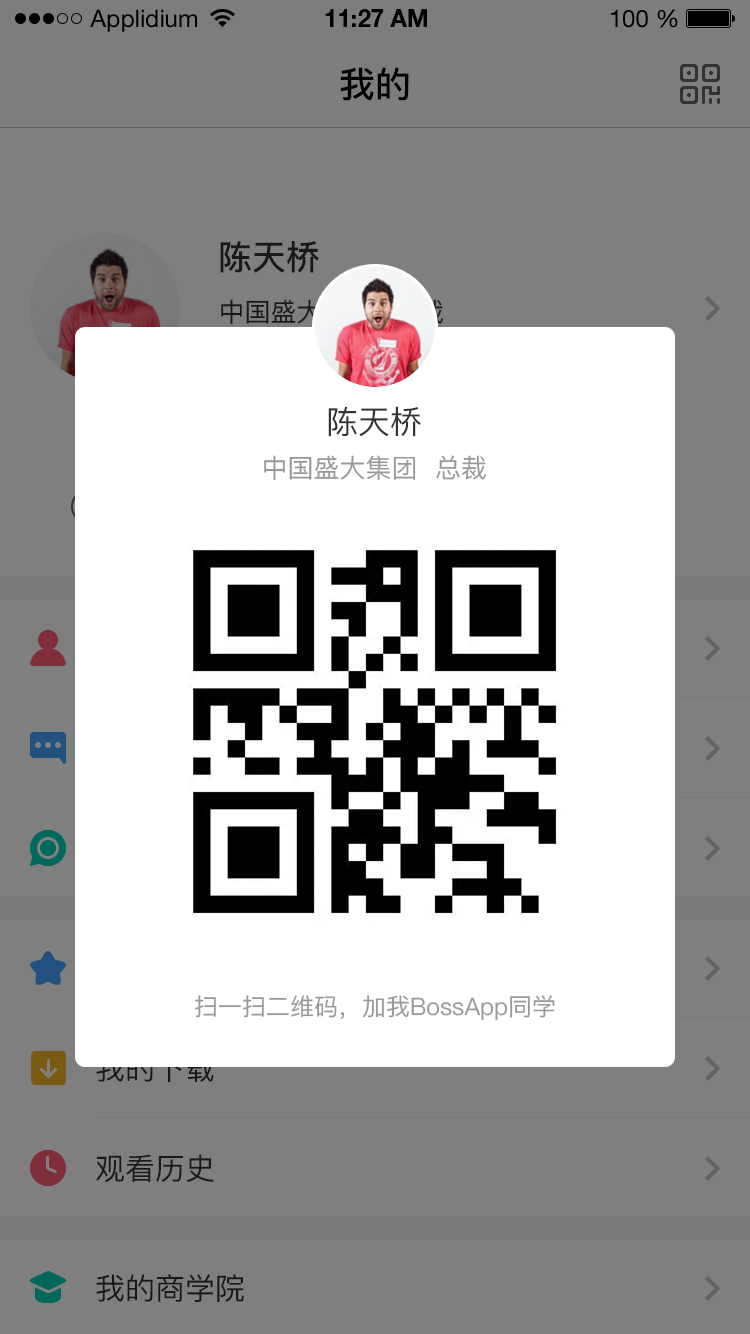 Applidium 11:27 AM 100 %
我的
陈天桥
中国盛大
裁
陈天桥
中国盛大集团 总裁
扫一扫二维码，加我BossApp同学
我的下载
观看历史
我的商学院